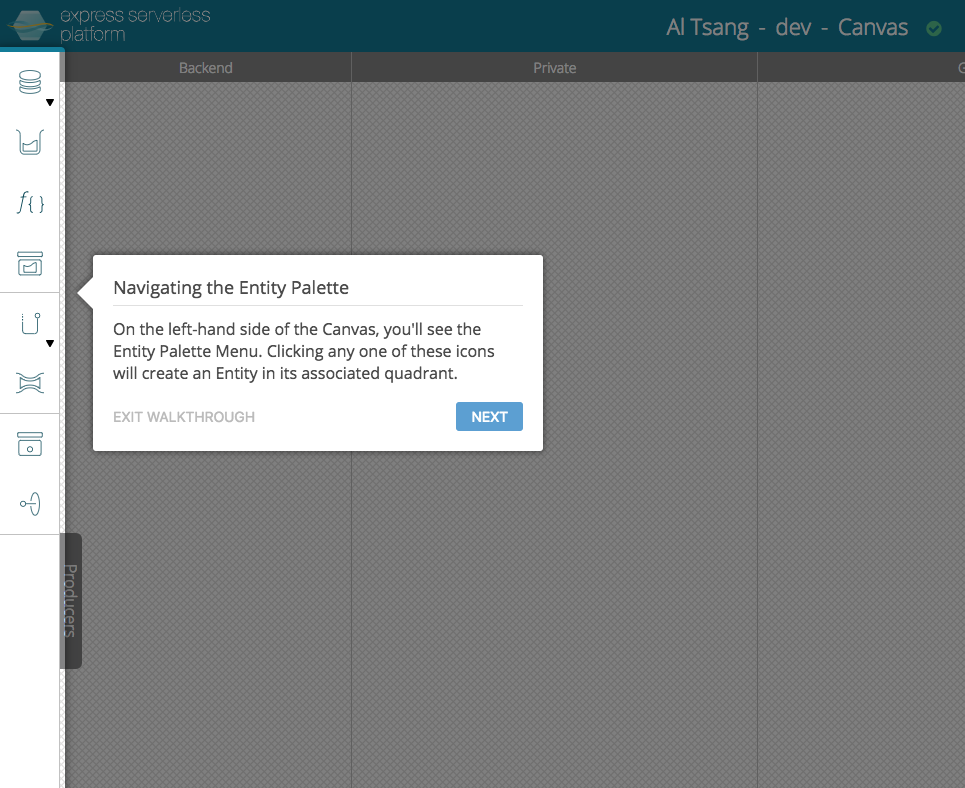 express serverless
platform
Al Tsang - dev - Canvas
Backend
Private
f{}
Navigating the Entity Palette
On the left-hand side of the Canvas, you'll see the
Entity Palette Menu. Clicking any one of these icons
will create an Entity in its associated quadrant.
EXIT WALKTHROUGH
NEXT
Producers